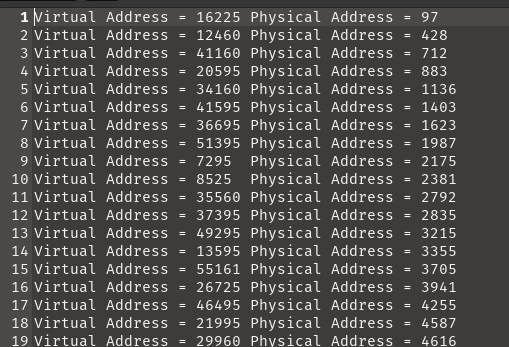 1 Virtual Address = 16225 Physical Address = 97
2 Virtual Address = 12460 Physical Address = 428
3 Virtual Address = 41160 Physical Address = 712
4 Virtual Address = 20595 Physical Address = 883
5 Virtual Address = 34160 Physical Address = 1136
6 Virtual Address = 41595 Physical Address = 1403
7 Virtual Address = 36695 Physical Address = 1623
8 Virtual Address = 51395 Physical Address = 1987
9 Virtual Address = 7295  Physical Address = 2175
10 Virtual Address = 8525  Physical Address = 2381
11 Virtual Address = 35560 Physical Address = 2792
12 Virtual Address = 37395 Physical Address = 2835
13 Virtual Address = 49295 Physical Address = 3215
14 Virtual Address = 13595 Physical Address = 3355
15 Virtual Address = 55161 Physical Address = 3705
16 Virtual Address = 26725 Physical Address = 3941
17 Virtual Address = 46495 Physical Address = 4255
18 Virtual Address = 21995 Physical Address = 4587
19 Virtual Address = 29960 Physical Address = 4616